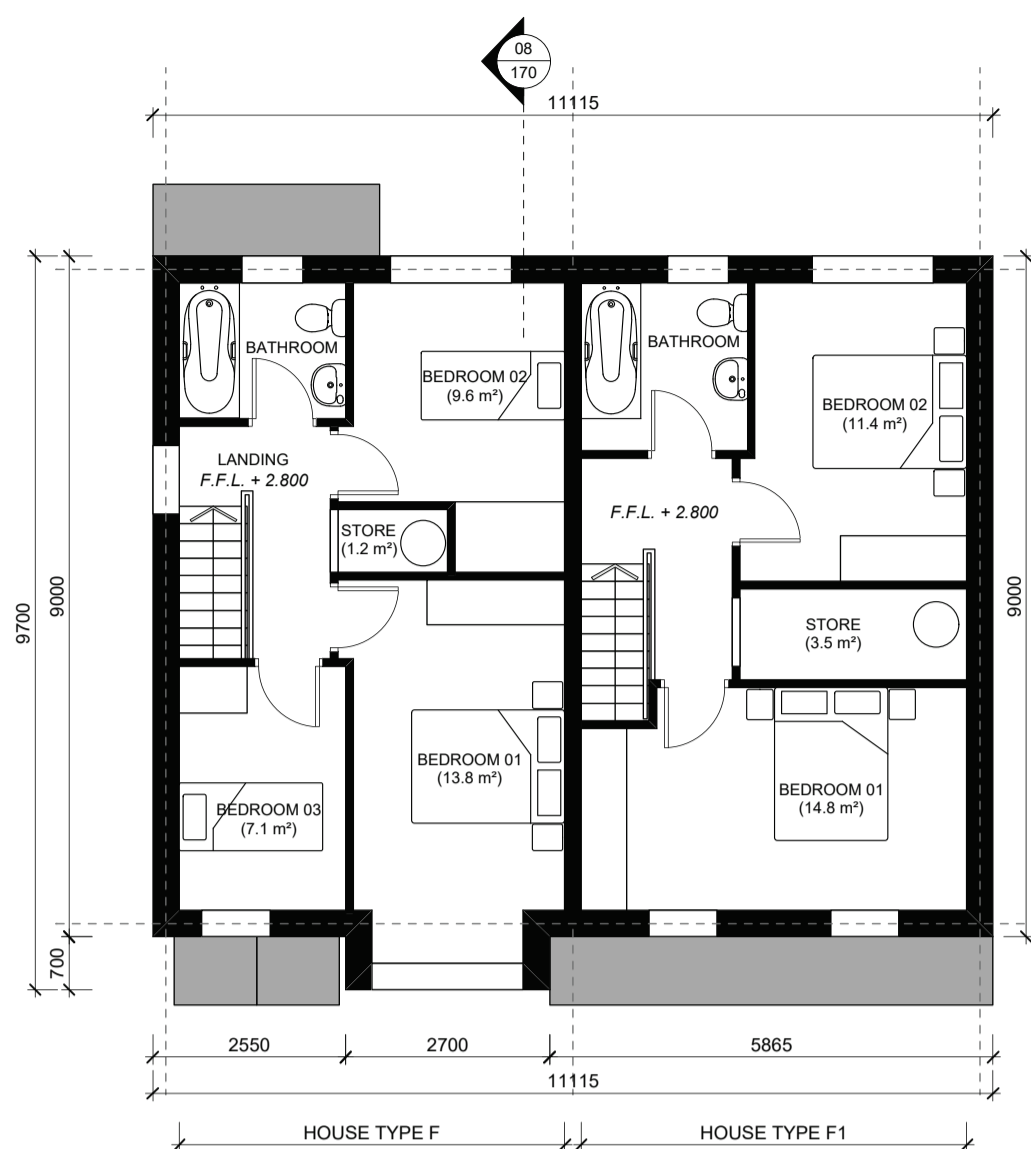 08
170
11115
BATHROOM
BEDROOM 02
(9.6 m²)
BATHROOM
BEDROOM 02
(11.4 m²)
LANDING
F.F.L. + 2.800
F.F.L. + 2.800
STORE
(1.2 m²)
9700
9000
9000
STORE
(3.5 m²)
BEDROOM 01
(13.8 m²)
BEDROOM 01
(14.8 m²)
BEDROOM 03
(7.1 m²)
700
2550
2700
5865
11115
HOUSE TYPE F
HOUSE TYPE F1